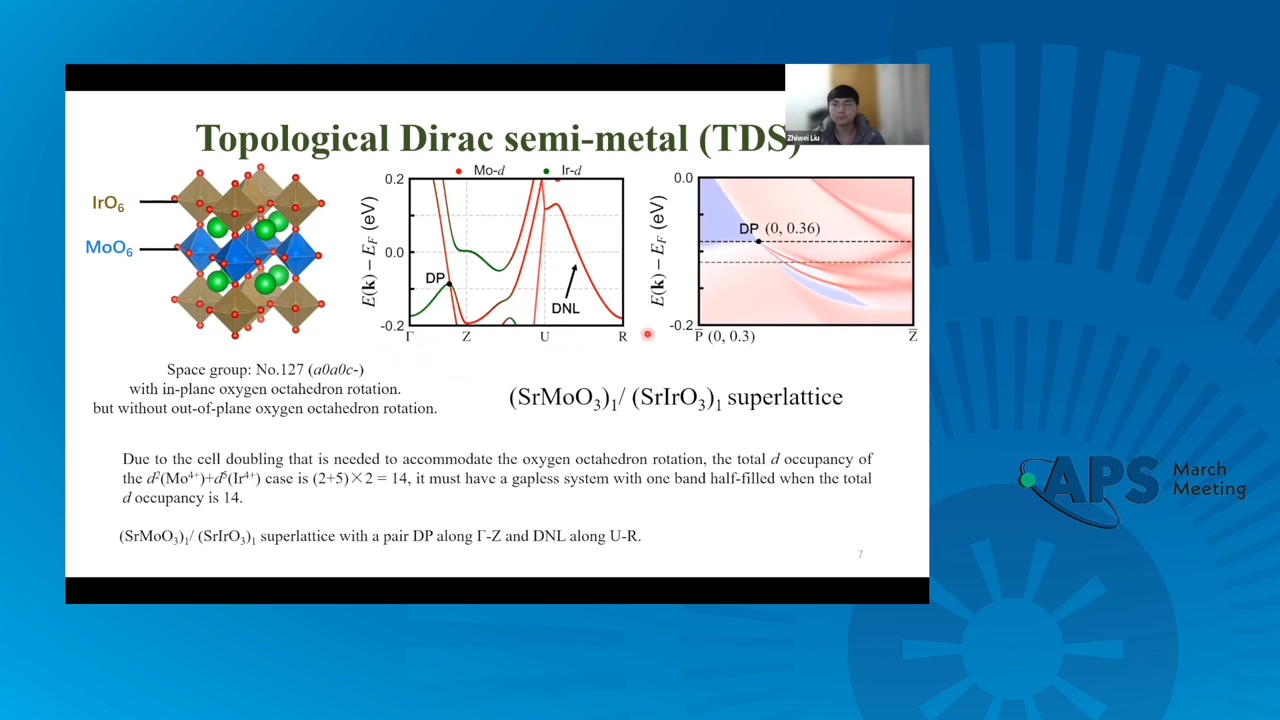 Topological Dirac semi-metal (TDS)
Zhiwei Liu
IrO6
MoO6
Mo-d
Ir-d
E(k) − EF (eV)
0.2
0.0
-0.2
DP
DNL
Γ
Z
U
R
E(k) − EF (eV)
0.0
-0.2
DP (0, 0.36)
P̅ (0, 0.3)
Z̅
Space group: No.127 (a0a0c-)
with in-plane oxygen octahedron rotation.
but without out-of-plane oxygen octahedron rotation.
(SrMoO3)1/ (SrIrO3)1 superlattice
Due to the cell doubling that is needed to accommodate the oxygen octahedron rotation, the total d occupancy of
the d²(Mo⁴⁺)+d⁵(Ir⁴⁺) case is (2+5)×2 = 14, it must have a gapless system with one band half-filled when the total
d occupancy is 14.
(SrMoO3)1/ (SrIrO3)1 superlattice with a pair DP along Γ-Z and DNL along U-R.
7
APS
March
Meeting